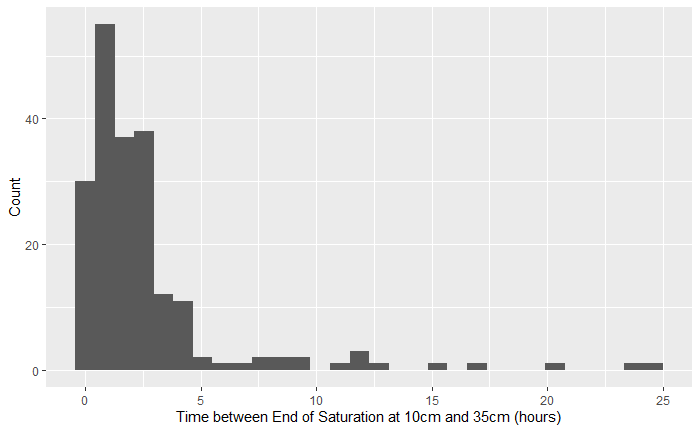 Count
40
20
0
0 5 10 15 20 25
Time between End of Saturation at 10cm and 35cm (hours)